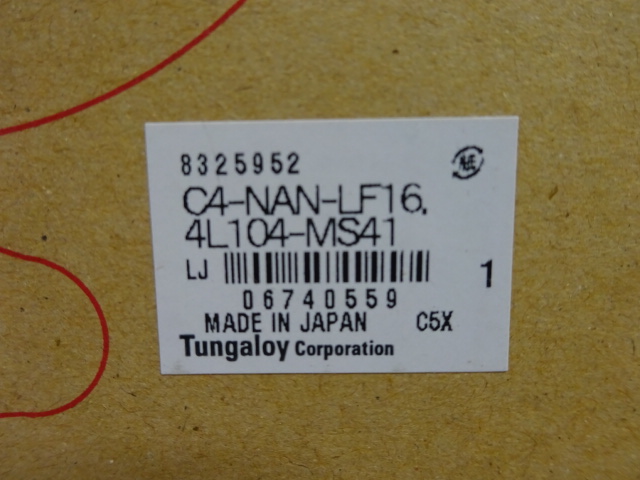 8325952
C4-NAN-LF16.
4L104-MS41
LJ
1
06740559
MADE IN JAPAN C5X
Tungaloy Corporation